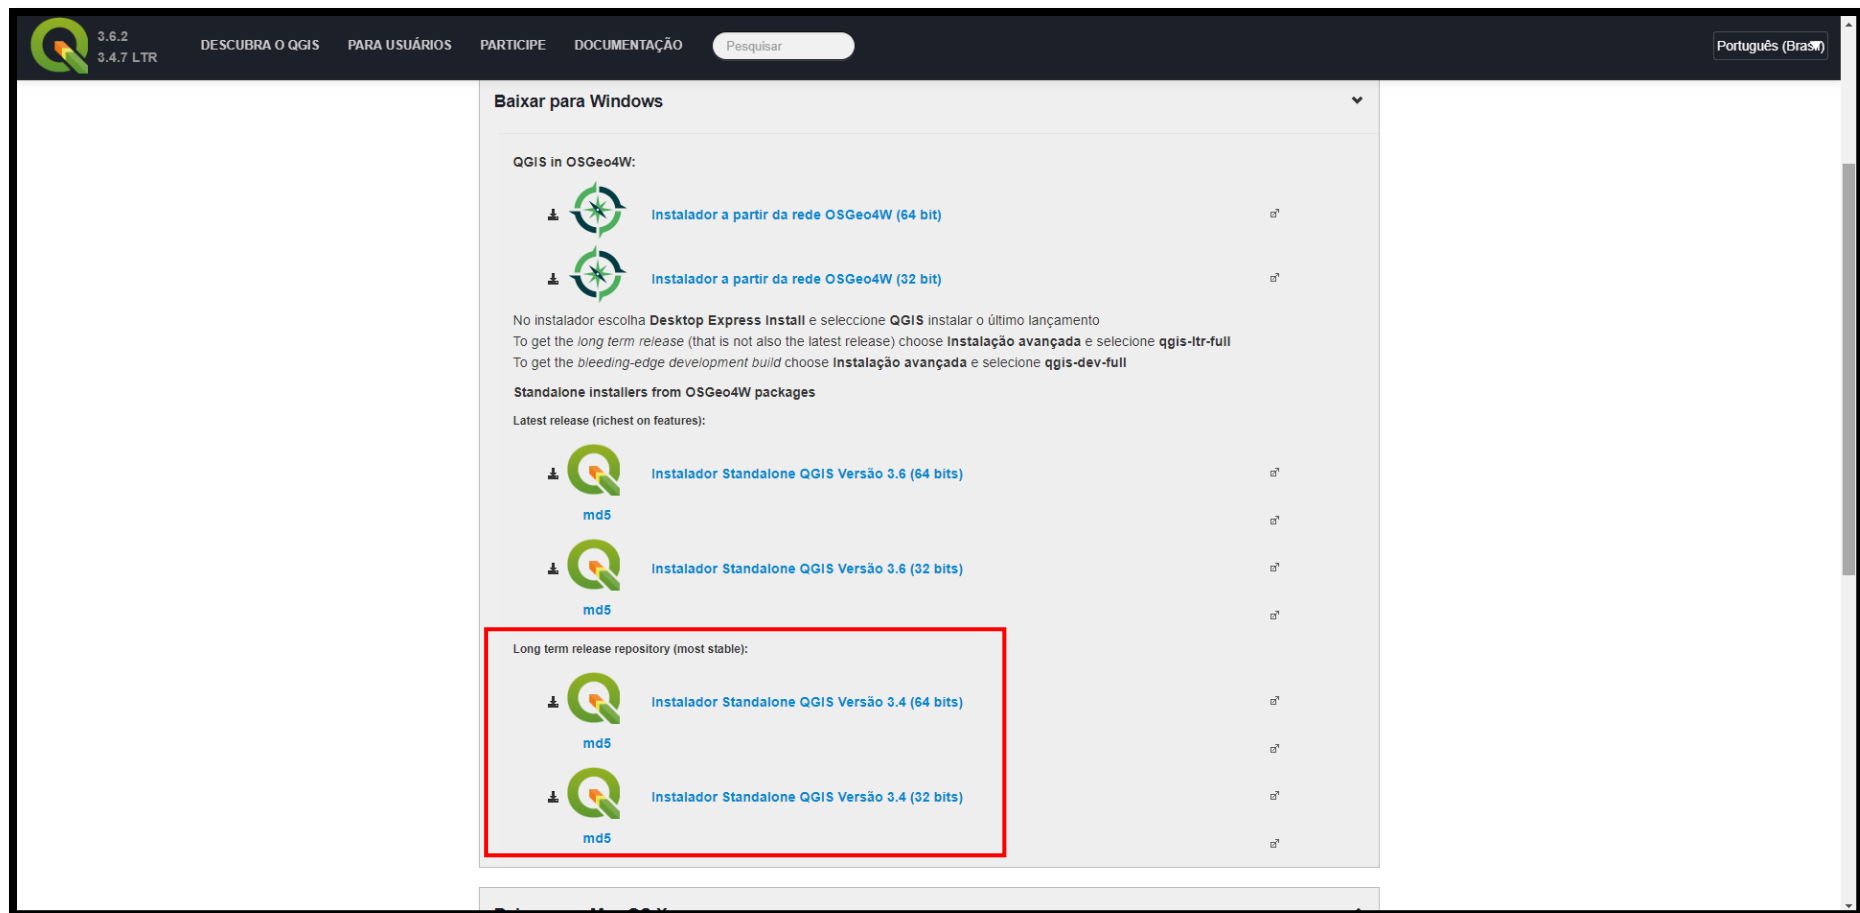 3.6.2
3.4.7 LTR
DESCUBRA O QGIS PARA USUÁRIOS PARTICIPE DOCUMENTAÇÃO Pesquisar Português (Brasil)
Baixar para Windows
QGIS in OSGeo4W:
Instalador a partir da rede OSGeo4W (64 bit)
Instalador a partir da rede OSGeo4W (32 bit)
No instalador escolha Desktop Express Install e seleccione QGIS instalar o último lançamento
To get the long term release (that is not also the latest release) choose Instalação avançada e selecione qgis-ltr-full
To get the bleeding-edge development build choose Instalação avançada e selecione qgis-dev-full
Standalone installers from OSGeo4W packages
Latest release (richest on features):
Instalador Standalone QGIS Versão 3.6 (64 bits)
md5
Instalador Standalone QGIS Versão 3.6 (32 bits)
md5
Long term release repository (most stable):
Instalador Standalone QGIS Versão 3.4 (64 bits)
md5
Instalador Standalone QGIS Versão 3.4 (32 bits)
md5